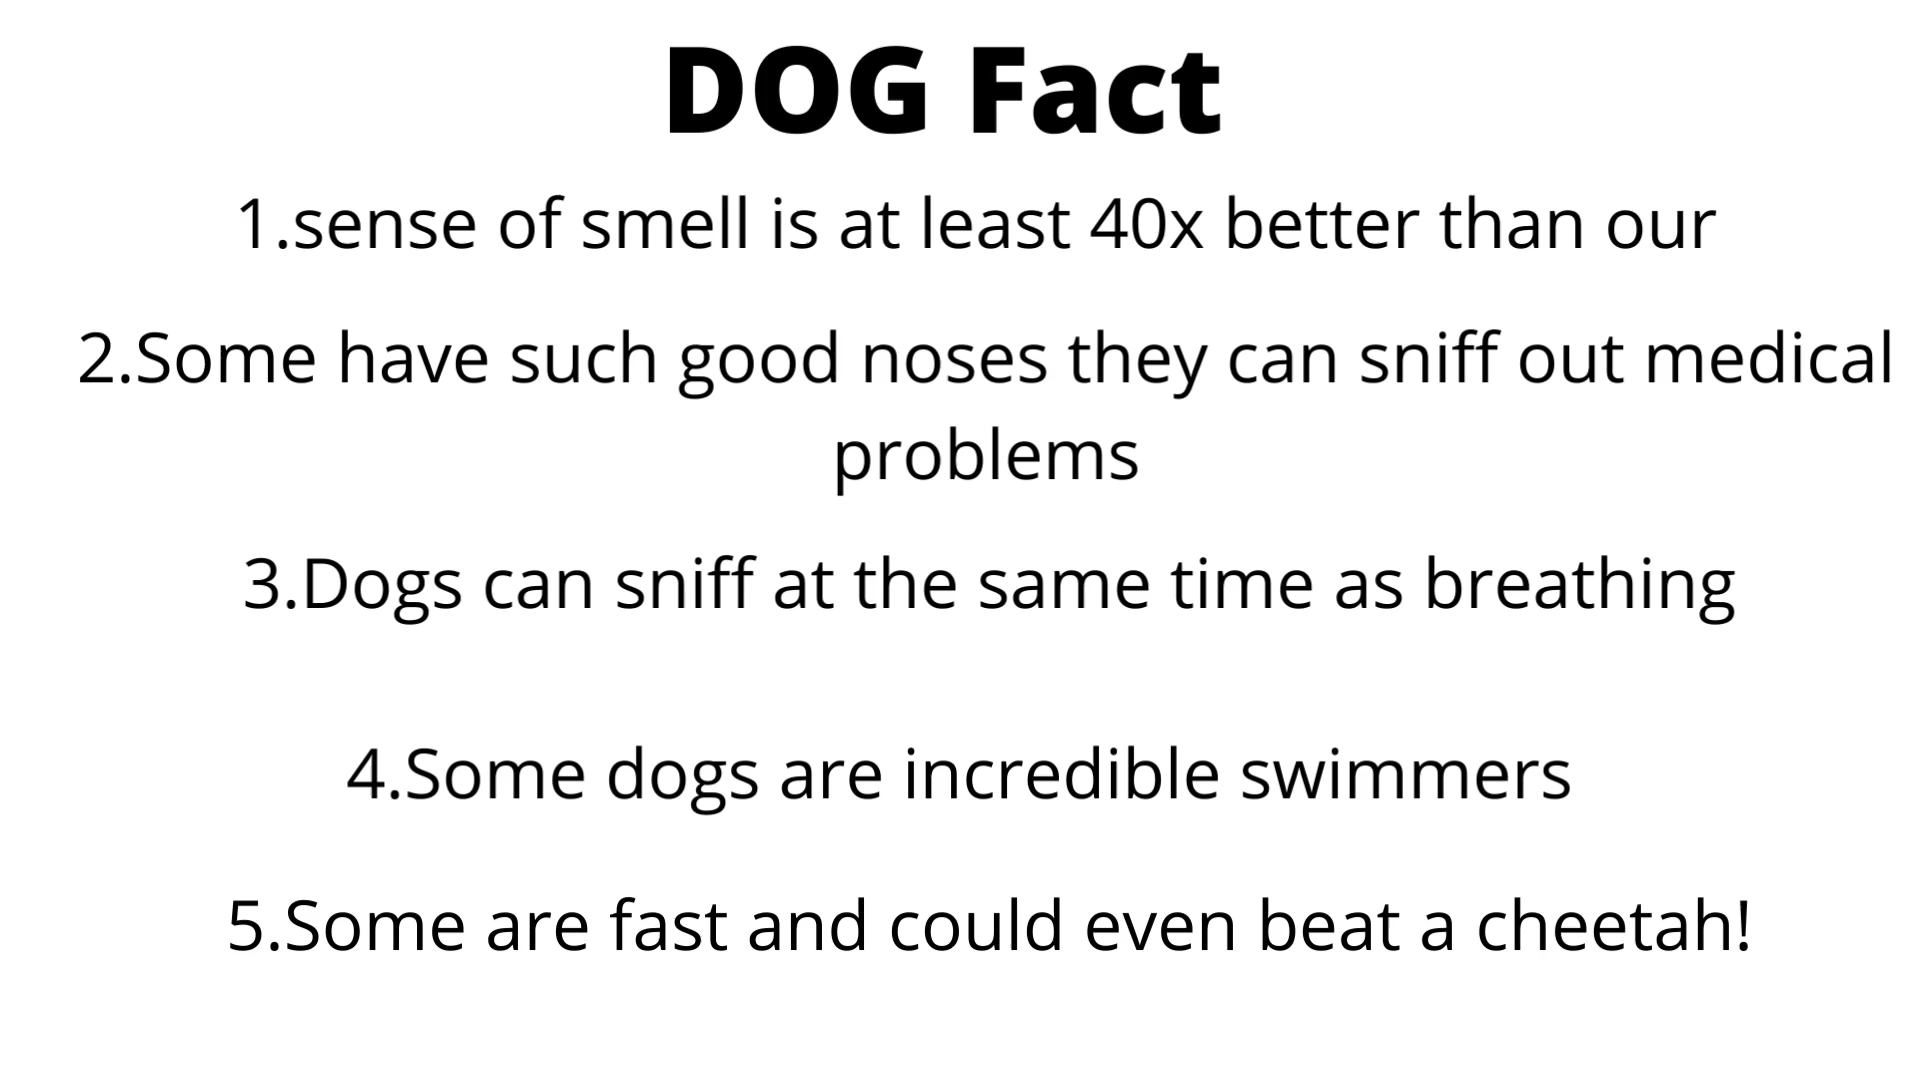 DOG Fact
1.sense of smell is at least 40x better than our
2.Some have such good noses they can sniff out medical
problems
3.Dogs can sniff at the same time as breathing
4.Some dogs are incredible swimmers
5.Some are fast and could even beat a cheetah!